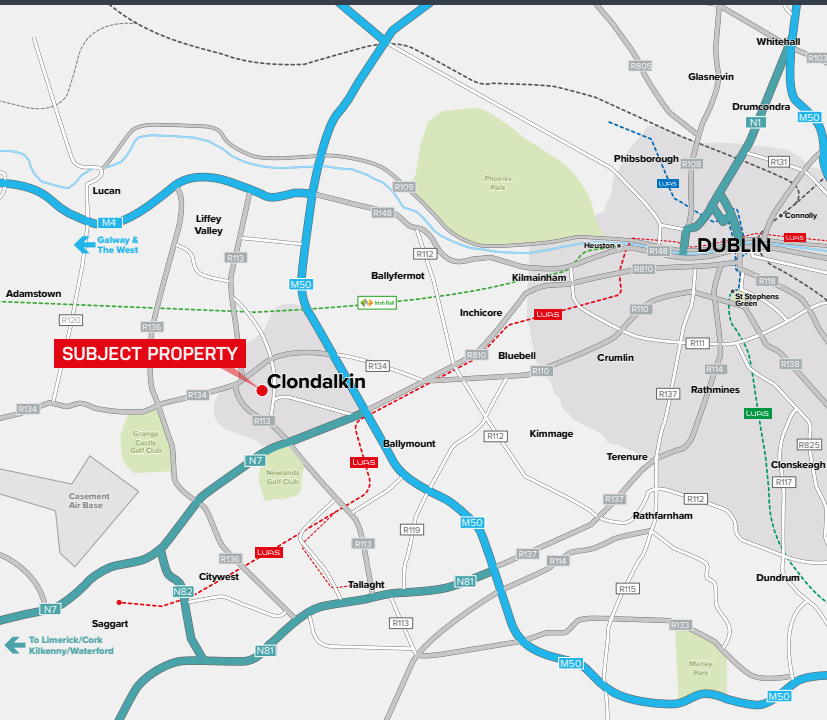 Whitehall
R103
R805
Glasnevin
Drumcondra
M50
N1
Phibsborough
R108
R131
Phoenix
Park
LUAS
R109
Lucan
R148
Connolly
M4
Liffey
Valley
LUAS
Galway &
The West
Heuston
DUBLIN
R148
R112
R113
R810
Ballyfermot
Kilmainham
R118
M50
Adamstown
Irish Rail
St Stephens
Green
R120
Inchicore
LUAS
R110
R136
SUBJECT PROPERTY
R111
R810
Bluebell
Crumlin
R134
R138
R110
R114
Clondalkin
Rathmines
R134
R137
R134
LUAS
R113
Grange
Castle
Golf Club
R112
Kimmage
Ballymount
R825
Terenure
N7
LUAS
Clonskeagh
Newlands
Golf Club
R117
Casement
Air Base
R137
R112
Rathfarnham
M50
R119
R113
LUAS
R137
R136
R114
Citywest
Dundrum
N81
Tallaght
R115
N82
N7
Saggart
R113
R133
To Limerick/Cork
Kilkenny/Waterford
N81
M50
Marlay
Park
M50